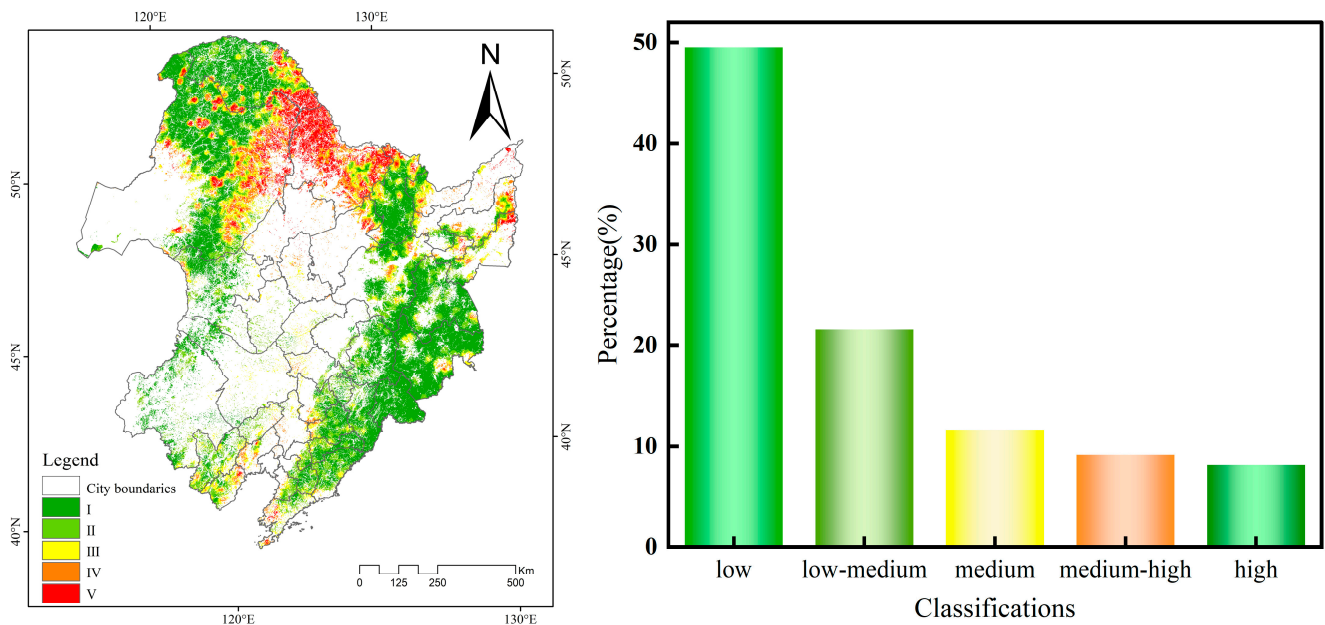 120°E 130°E
N
50°N
50°N
45°N
45°N
40°N
40°N
Legend
City boundarics
I
II
III
IV
V
Km
0 125 250 500
120°E 130°E
50
40
30
20
10
0
Percentage(%)
low low-medium medium medium-high high
Classifications